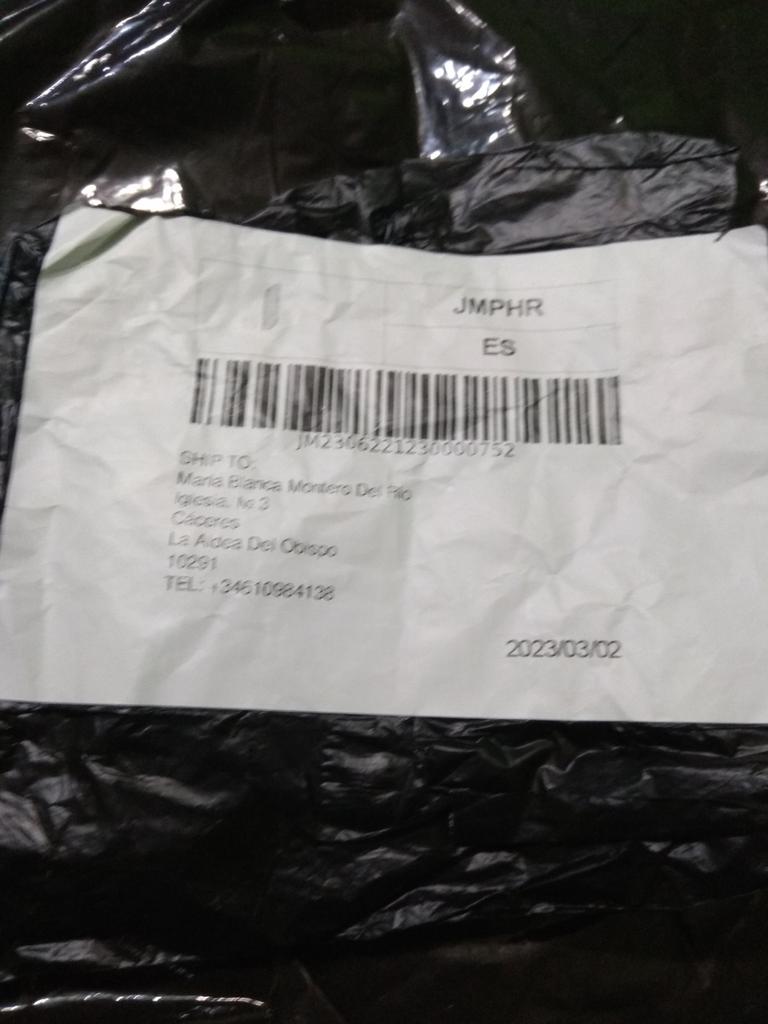 JMPHR
ES
JM2306221230000752
SHIP TO:
Maria Blanca Montero Del Rio
Iglesia, № 3
Cáceres
La Aldea Del Obispo
10291
TEL: +34610984138
2023/03/02